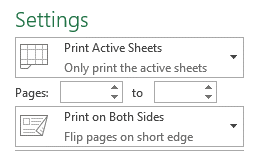 Settings
Print Active Sheets
Only print the active sheets
Pages: to
Print on Both Sides
Flip pages on short edge